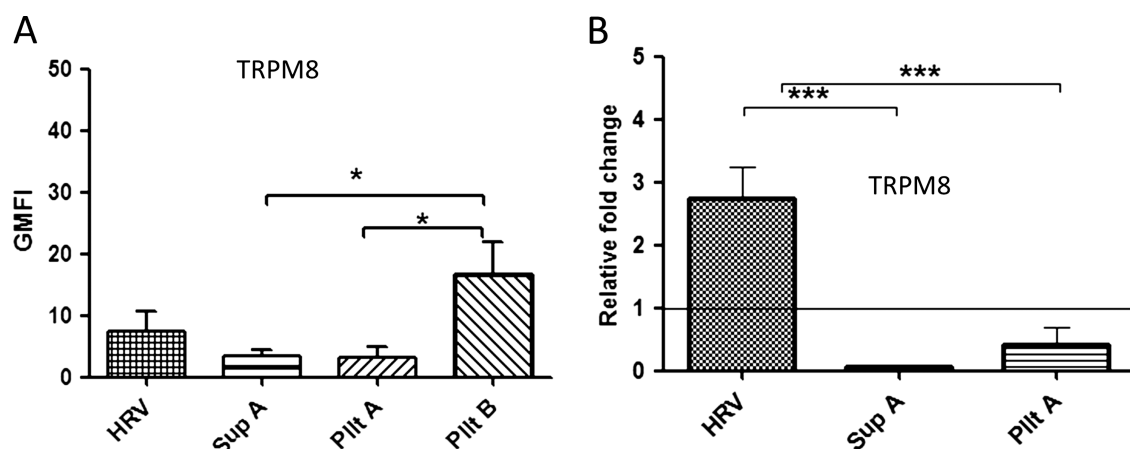 A
TRPM8
GMFI
50
40
30
20
10
0
*
*
HRV
Sup A
Pllt A
Pllt B
B
TRPM8
Relative fold change
5
4
3
2
1
0
***
***
HRV
Sup A
Pllt A